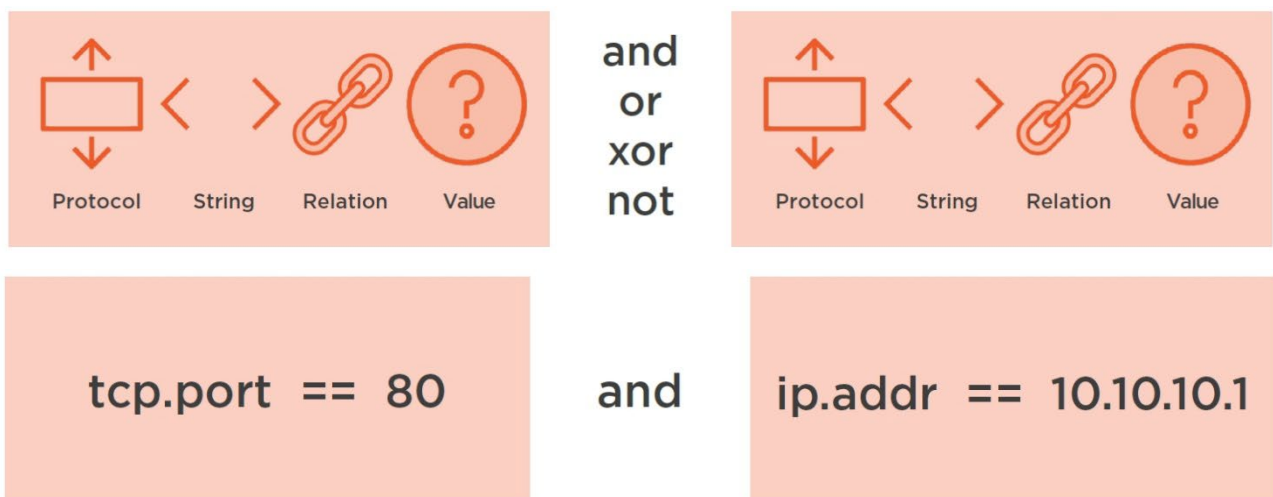 and
or
xor
not
Protocol String Relation Value
Protocol String Relation Value
tcp.port == 80
and
ip.addr == 10.10.10.1